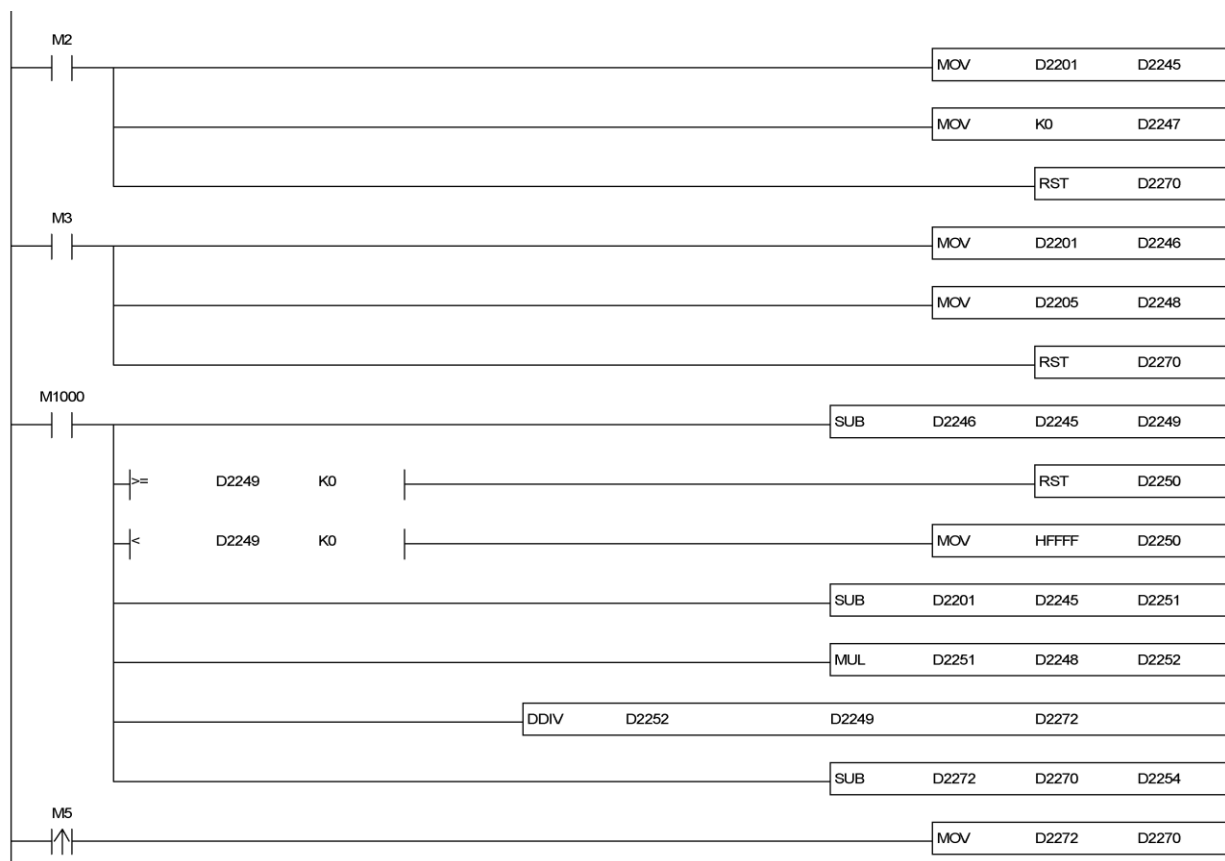 M2
MOV D2201 D2245
MOV K0 D2247
RST D2270
M3
MOV D2201 D2246
MOV D2205 D2248
RST D2270
M1000
SUB D2246 D2245 D2249
>= D2249 K0 RST D2250
< D2249 K0 MOV HFFFF D2250
SUB D2201 D2245 D2251
MUL D2251 D2248 D2252
DDIV D2252 D2249 D2272
SUB D2272 D2270 D2254
M5
MOV D2272 D2270